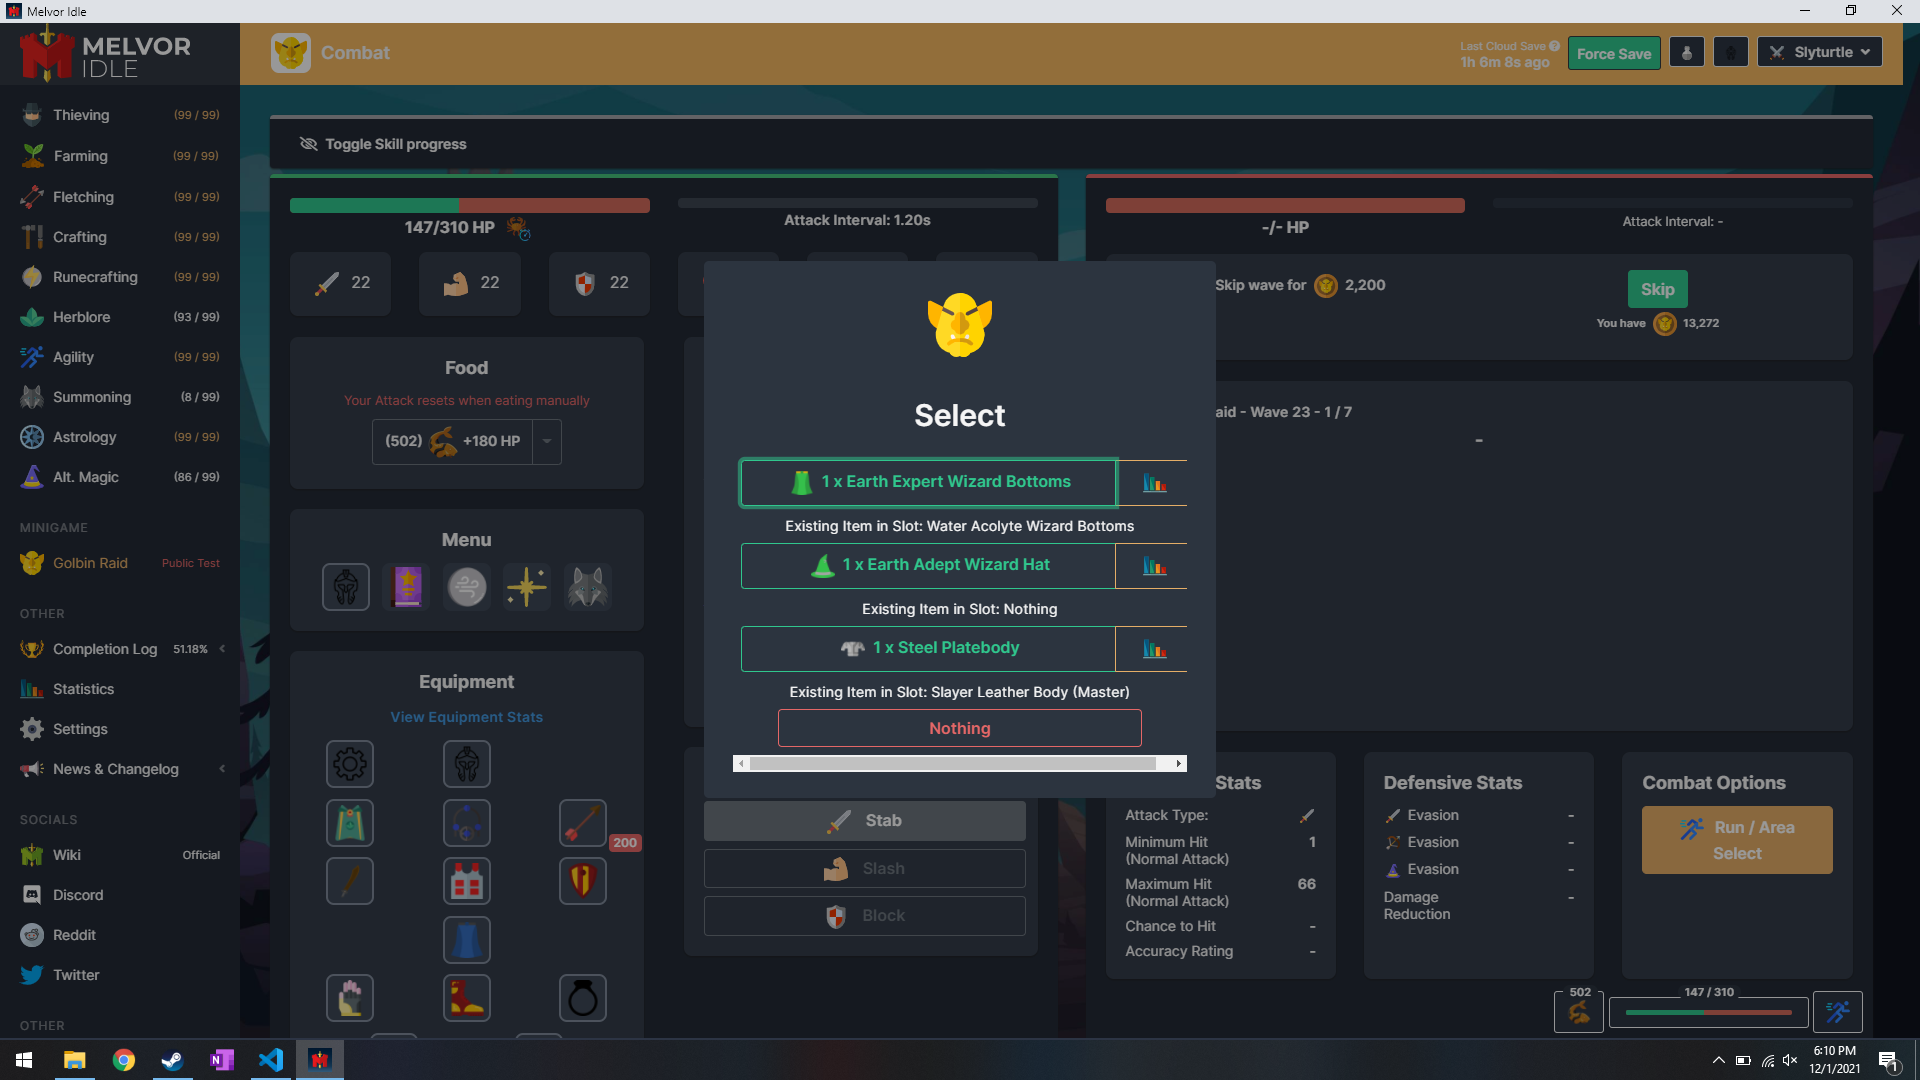 Melvor Idle
MELVOR
IDLE
Combat
Last Cloud Save
1h 6m 8s ago
Force Save
Slyturtle
Thieving (99 / 99)
Farming (99 / 99)
Fletching (99 / 99)
Crafting (99 / 99)
Runecrafting (99 / 99)
Herblore (93 / 99)
Agility (99 / 99)
Summoning (8 / 99)
Astrology (99 / 99)
Alt. Magic (86 / 99)
MINIGAME
Golbin Raid Public Test
OTHER
Completion Log 51.18%
Statistics
Settings
News & Changelog
SOCIALS
Wiki Official
Discord
Reddit
Twitter
OTHER
Toggle Skill progress
147/310 HP
Attack Interval: 1.20s
22
22
22
Food
Your Attack resets when eating manually
(502) +180 HP
Menu
Equipment
View Equipment Stats
200
Select
1 x Earth Expert Wizard Bottoms
Existing Item in Slot: Water Acolyte Wizard Bottoms
1 x Earth Adept Wizard Hat
Existing Item in Slot: Nothing
1 x Steel Platebody
Existing Item in Slot: Slayer Leather Body (Master)
Nothing
Stab
Slash
Block
-/- HP
Attack Interval: -
Skip wave for 2,200
Skip
You have 13,272
aid - Wave 23 - 1 / 7
-
Stats
Attack Type:
Minimum Hit
(Normal Attack) 1
Maximum Hit
(Normal Attack) 66
Chance to Hit -
Accuracy Rating -
Defensive Stats
Evasion -
Evasion -
Evasion -
Damage
Reduction -
Combat Options
Run / Area
Select
502
147 / 310
6:10 PM
12/1/2021
1